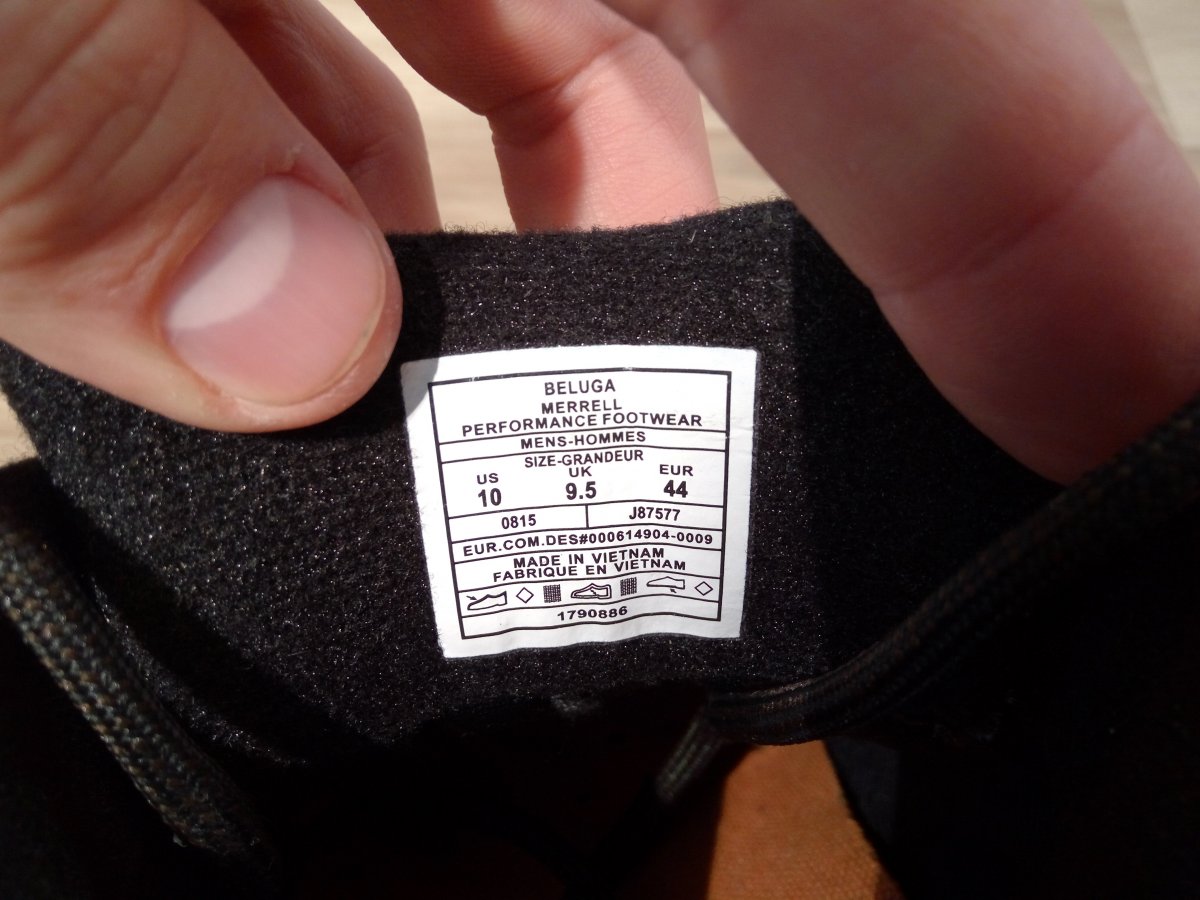 BELUGA
MERRELL
PERFORMANCE FOOTWEAR
MENS-HOMMES
SIZE-GRANDEUR
US UK EUR
10 9.5 44
0815 J87577
EUR.COM.DES#000614904-0009
MADE IN VIETNAM
FABRIQUE EN VIETNAM
1790886